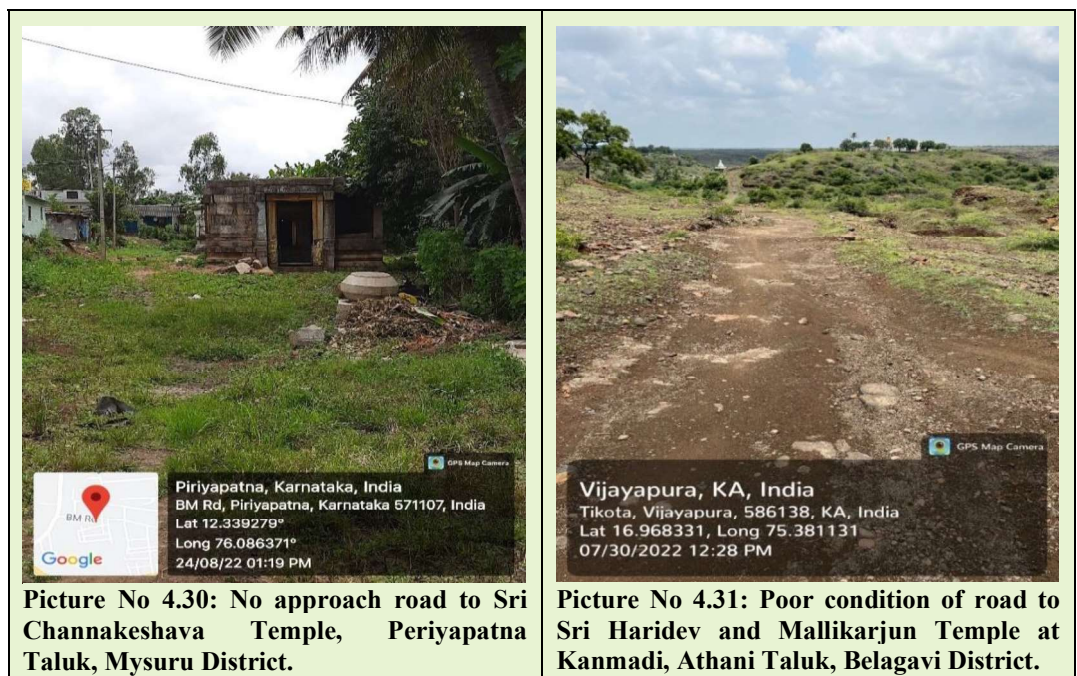 GPS Map Camera
BM Rd
Google
Piriyapatna, Karnataka, India
BM Rd, Piriyapatna, Karnataka 571107, India
Lat 12.339279°
Long 76.086371°
24/08/22 01:19 PM
Picture No 4.30: No approach road to Sri
Channakeshava Temple, Periyapatna
Taluk, Mysuru District.
GPS Map Camera
Vijayapura, KA, India
Tikota, Vijayapura, 586138, KA, India
Lat 16.968331, Long 75.381131
07/30/2022 12:28 PM
Picture No 4.31: Poor condition of road to
Sri Haridev and Mallikarjun Temple at
Kanmadi, Athani Taluk, Belagavi District.